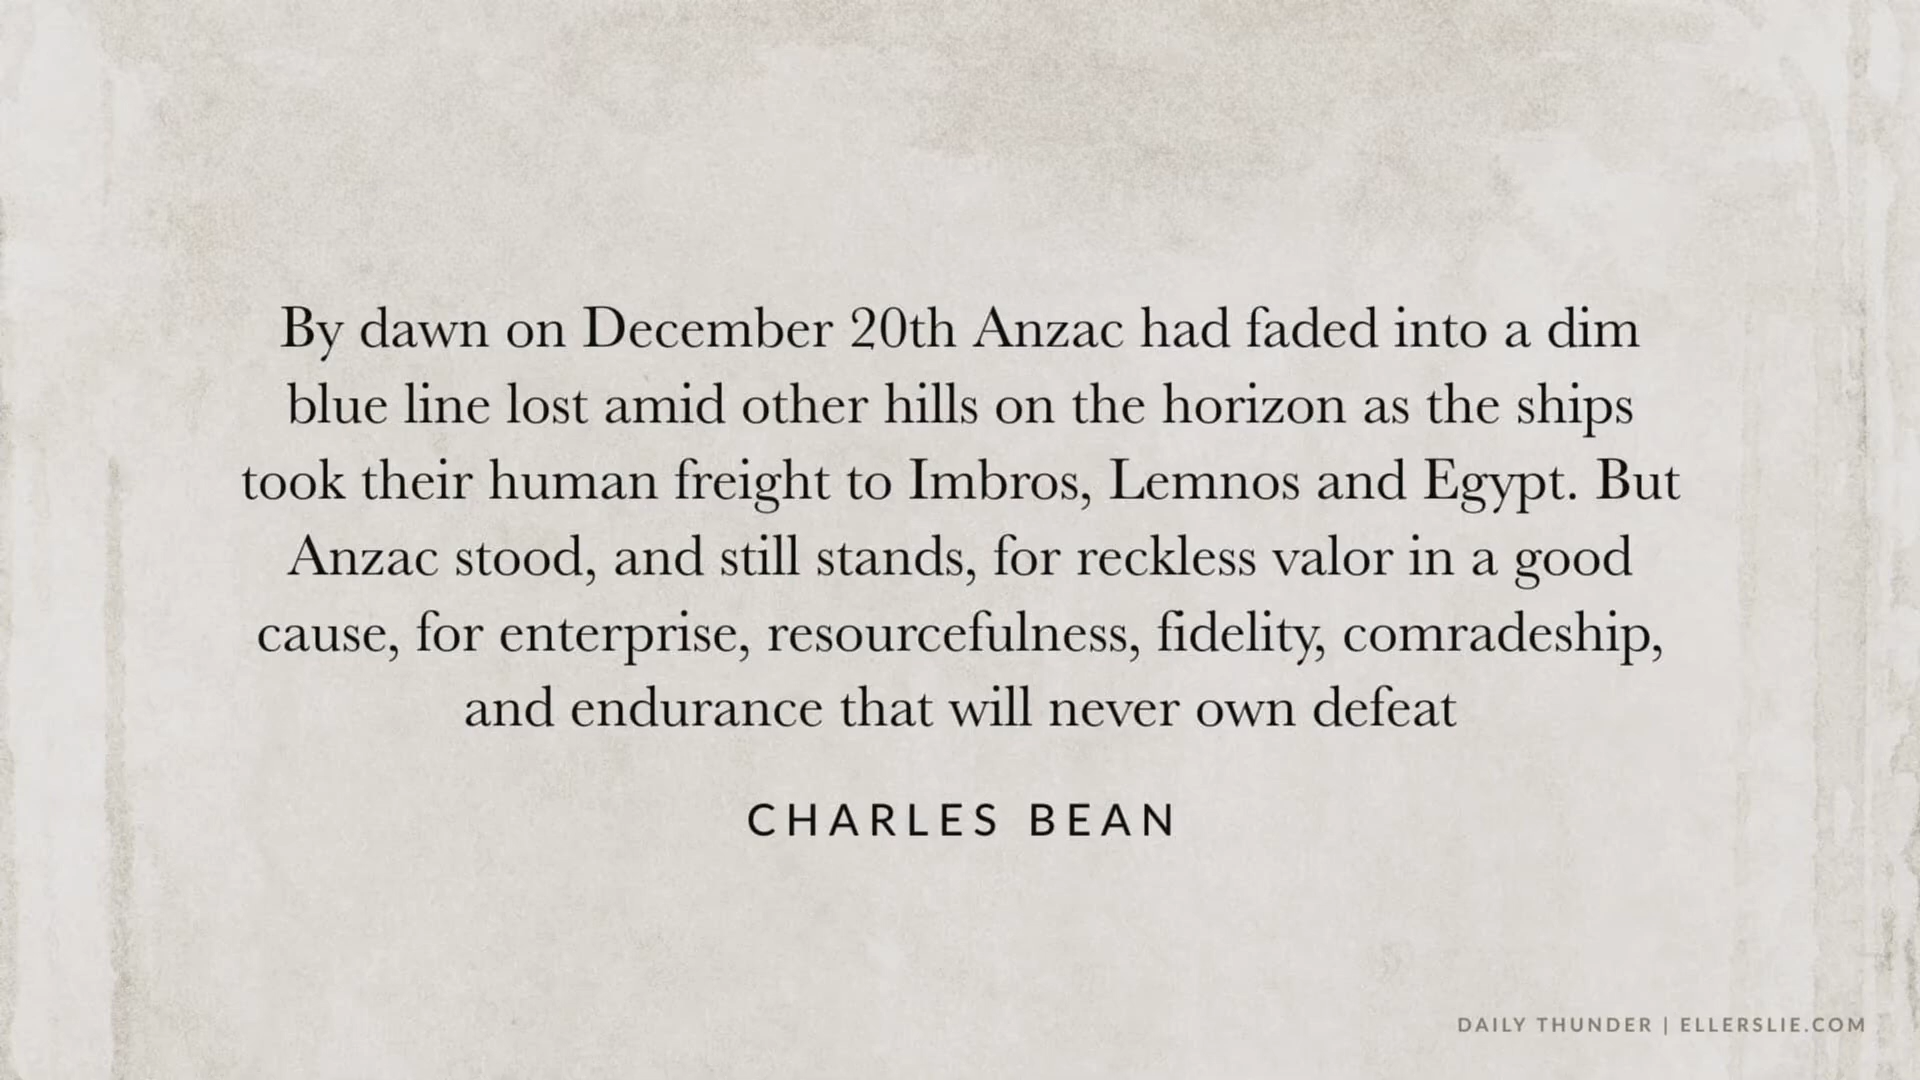 By dawn on December 20th Anzac had faded into a dim
blue line lost amid other hills on the horizon as the ships
took their human freight to Imbros, Lemnos and Egypt. But
Anzac stood, and still stands, for reckless valor in a good
cause, for enterprise, resourcefulness, fidelity, comradeship,
and endurance that will never own defeat
CHARLES BEAN
DAILY THUNDER | ELLERSLIE.COM